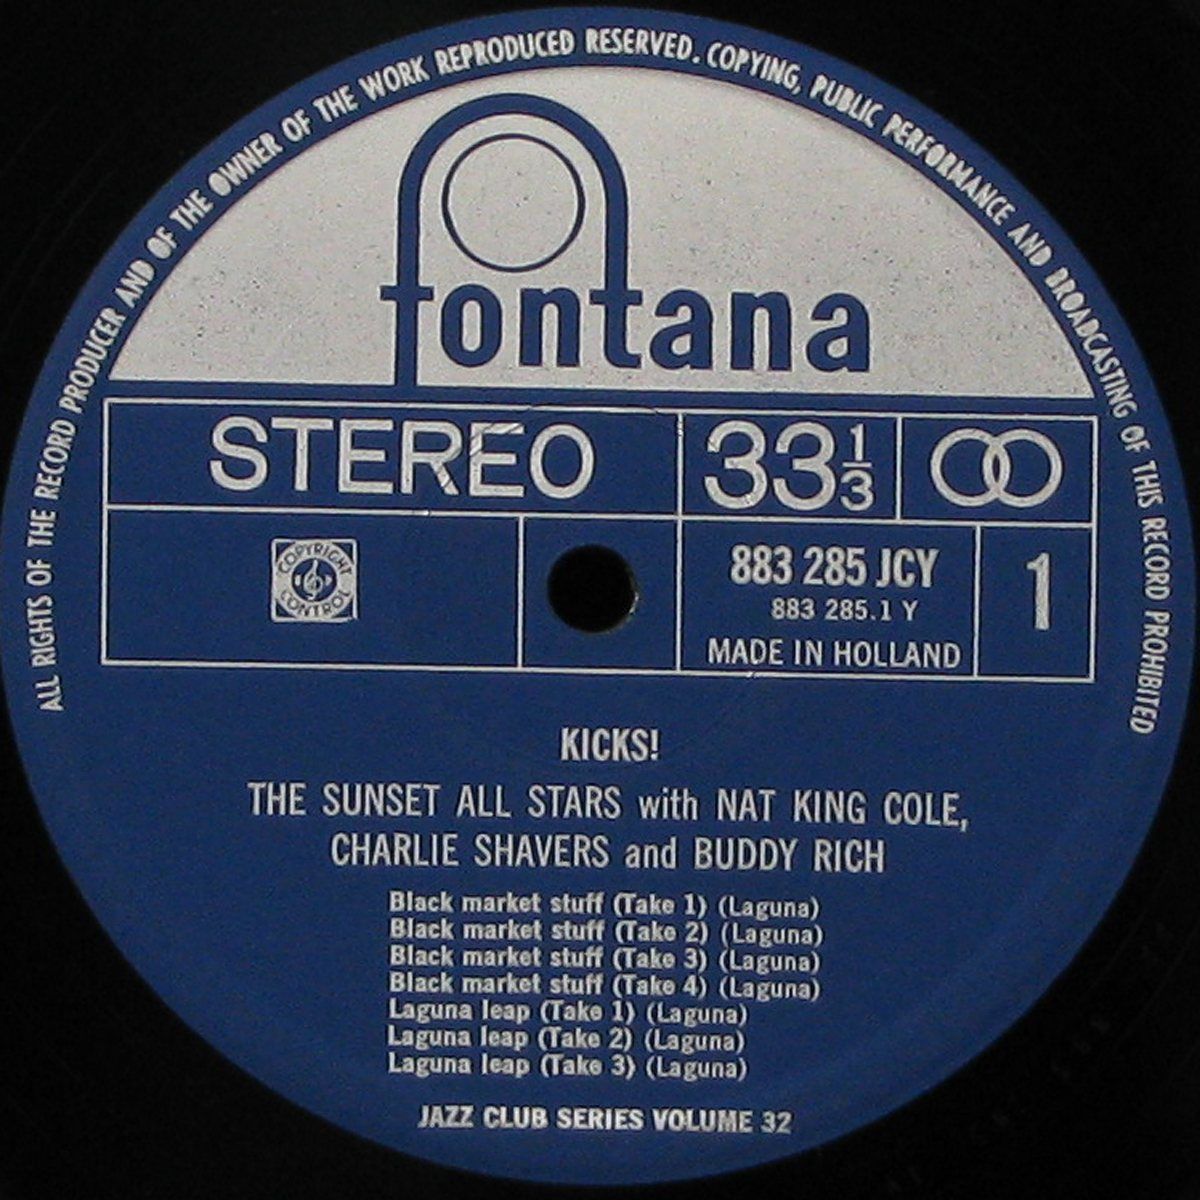 ALL RIGHTS OF THE RECORD PRODUCER AND OF THE OWNER OF THE WORK REPRODUCED RESERVED. COPYING, PUBLIC PERFORMANCE AND BROADCASTING OF THIS RECORD PROHIBITED
fontana
STEREO
33 1/3
COPYRIGHT
CONTROL
883 285 JCY
883 285.1 Y
MADE IN HOLLAND
1
KICKS!
THE SUNSET ALL STARS with NAT KING COLE,
CHARLIE SHAVERS and BUDDY RICH
Black market stuff (Take 1) (Laguna)
Black market stuff (Take 2) (Laguna)
Black market stuff (Take 3) (Laguna)
Black market stuff (Take 4) (Laguna)
Laguna leap (Take 1) (Laguna)
Laguna leap (Take 2) (Laguna)
Laguna leap (Take 3) (Laguna)
JAZZ CLUB SERIES VOLUME 32